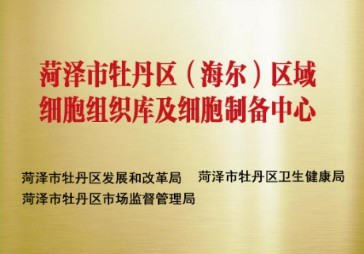 菏泽市牡丹区（海尔）区域
细胞组织库及细胞制备中心
菏泽市牡丹区发展和改革局 菏泽市牡丹区卫生健康局
菏泽市牡丹区市场监督管理局